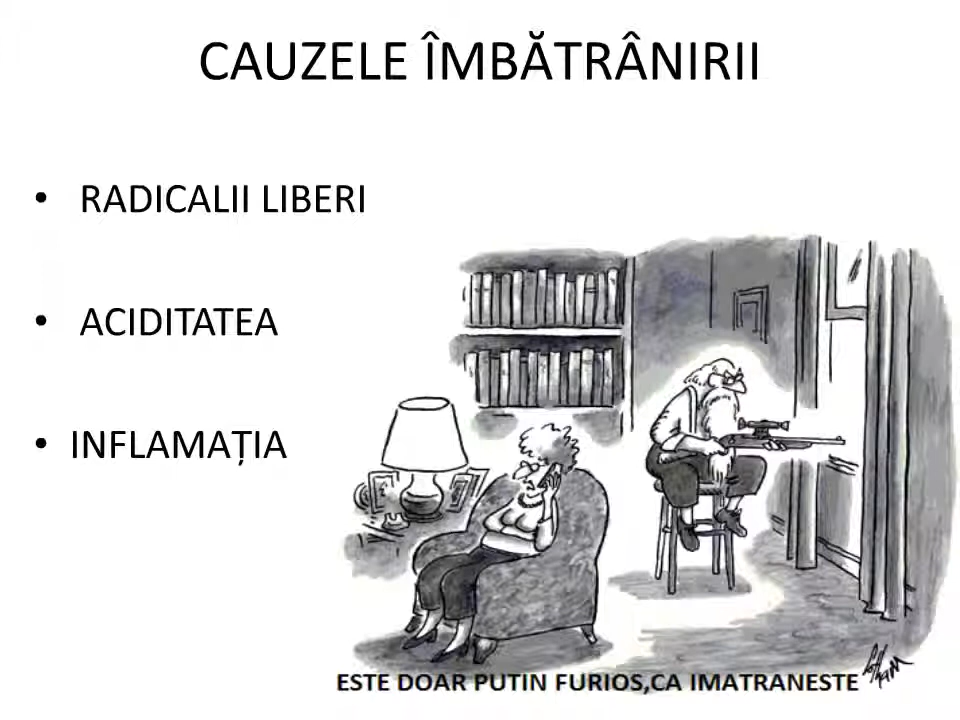 CAUZELE ÎMBĂTRÂNIRII
• RADICALII LIBERI
• ACIDITATEA
• INFLAMAȚIA
ESTE DOAR PUTIN FURIOS,CA IMATRANESTE